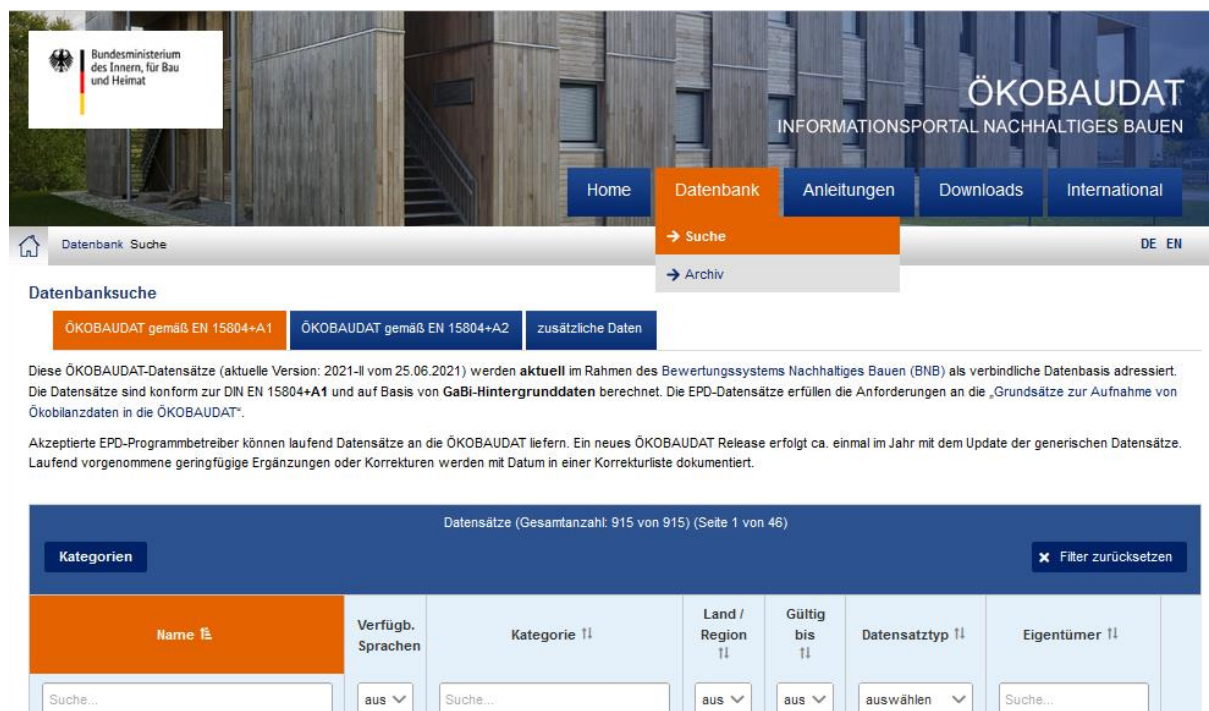 Bundesministerium
des Innern, für Bau
und Heimat
ÖKOBAUDAT
INFORMATIONSPORTAL NACHHALTIGES BAUEN
Home Datenbank Anleitungen Downloads International
Datenbank Suche
→ Suche
DE EN
→ Archiv
Datenbanksuche
ÖKOBAUDAT gemäß EN 15804+A1 ÖKOBAUDAT gemäß EN 15804+A2 zusätzliche Daten
Diese ÖKOBAUDAT-Datensätze (aktuelle Version: 2021-II vom 25.06.2021) werden aktuell im Rahmen des Bewertungssystems Nachhaltiges Bauen (BNB) als verbindliche Datenbasis adressiert.
Die Datensätze sind konform zur DIN EN 15804+A1 und auf Basis von GaBi-Hintergrunddaten berechnet. Die EPD-Datensätze erfüllen die Anforderungen an die „Grundsätze zur Aufnahme von
Ökobilanzdaten in die ÖKOBAUDAT".
Akzeptierte EPD-Programmbetreiber können laufend Datensätze an die ÖKOBAUDAT liefern. Ein neues ÖKOBAUDAT Release erfolgt ca. einmal im Jahr mit dem Update der generischen Datensätze.
Laufend vorgenommene geringfügige Ergänzungen oder Korrekturen werden mit Datum in einer Korrekturliste dokumentiert.
Datensätze (Gesamtanzahl: 915 von 915) (Seite 1 von 46)
Kategorien
Filter zurücksetzen
Name
Verfügb.
Sprachen
Kategorie
Land /
Region
Gültig
bis
Datensatztyp
Eigentümer
Suche... aus Suche... aus aus auswählen Suche...